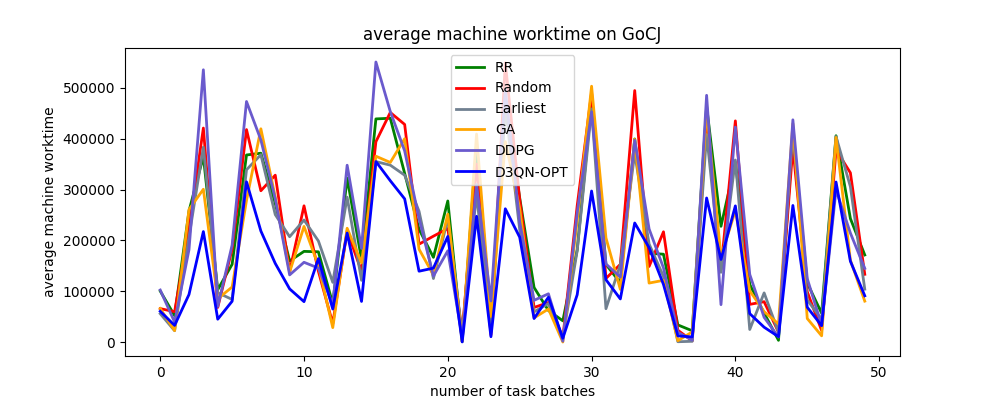 average machine worktime on GoCJ
average machine worktime
500000
400000
300000
200000
100000
0
RR
Random
Earliest
GA
DDPG
D3QN-OPT
0 10 20 30 40 50
number of task batches